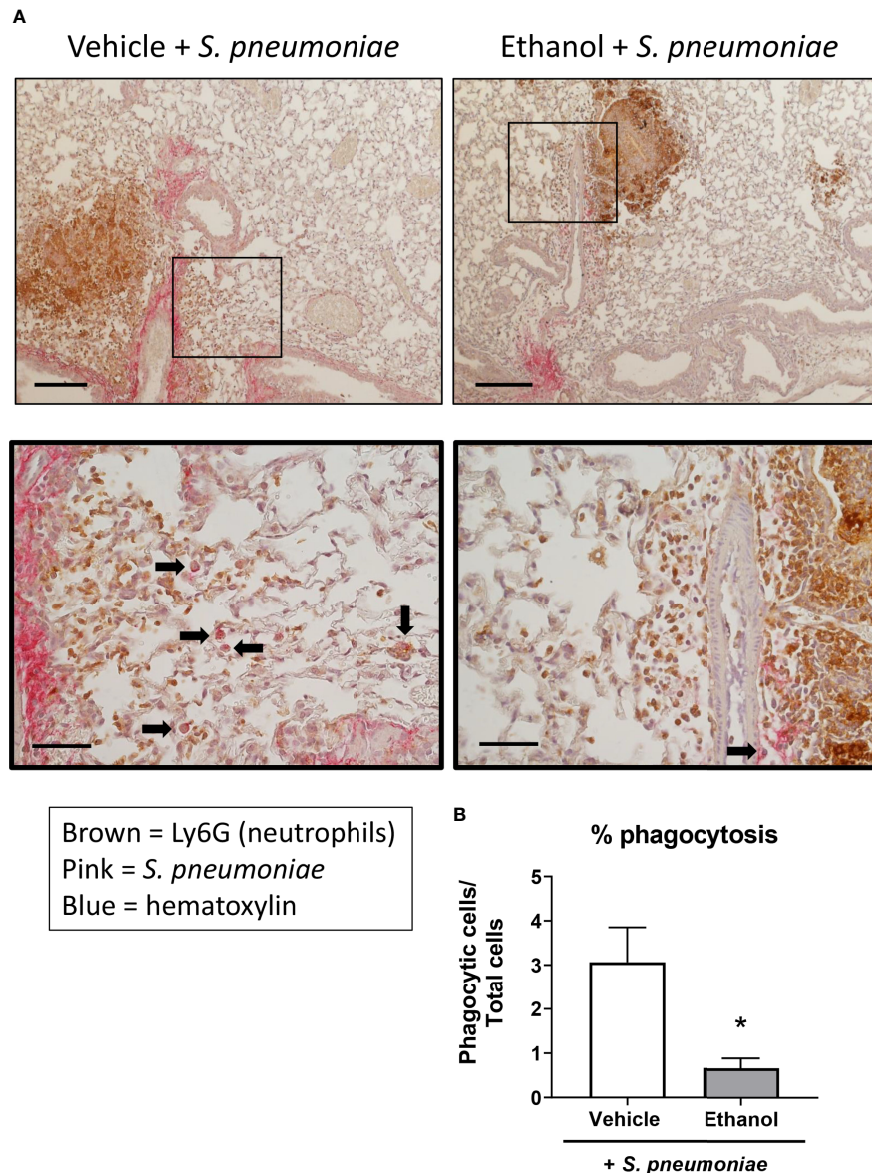 A
Vehicle + S. pneumoniae
Ethanol + S. pneumoniae
Brown = Ly6G (neutrophils)
Pink = S. pneumoniae
Blue = hematoxylin
B
% phagocytosis
Phagocytic cells/
Total cells
5
4
3
2
1
0
*
Vehicle
Ethanol
+ S. pneumoniae